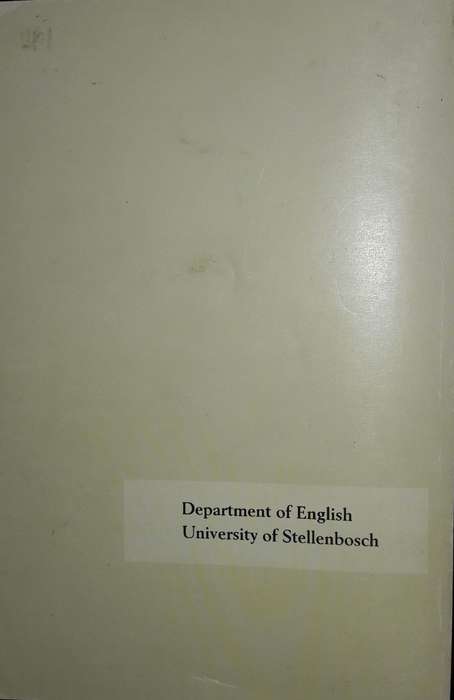 Department of English
University of Stellenbosch